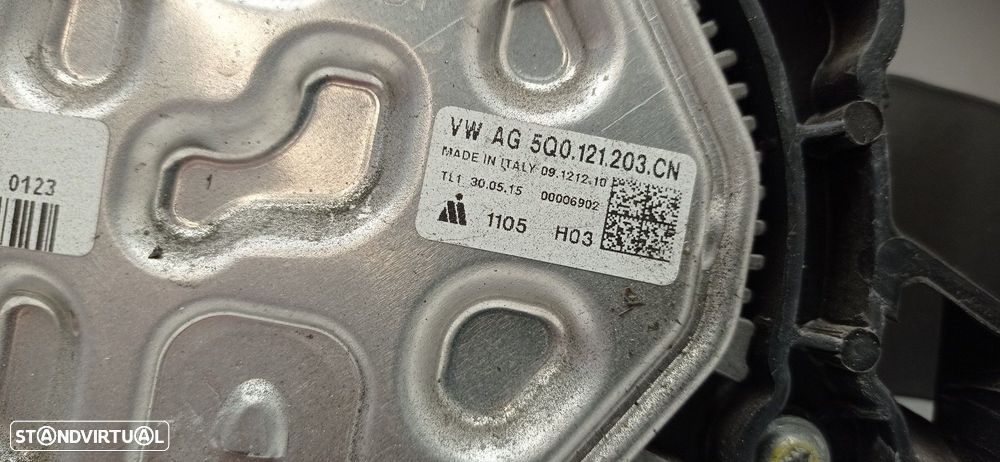 VW AG 5Q0.121.203.CN
MADE IN ITALY 09.1212.10
TL1 30.05.15 00006902
1105 H03
0123
STANDVIRTUAL